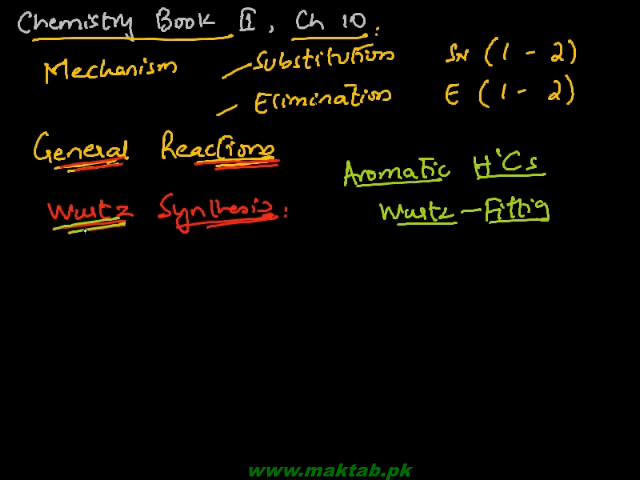 Chemistry Book II, Ch 10:
Mechanism Substitution SN (1 - 2)
Elimination E (1 - 2)
General Reactions
Aromatic H'Cs
Wurtz Synthesis:
Wurtz - Fittig
www.maktab.pk